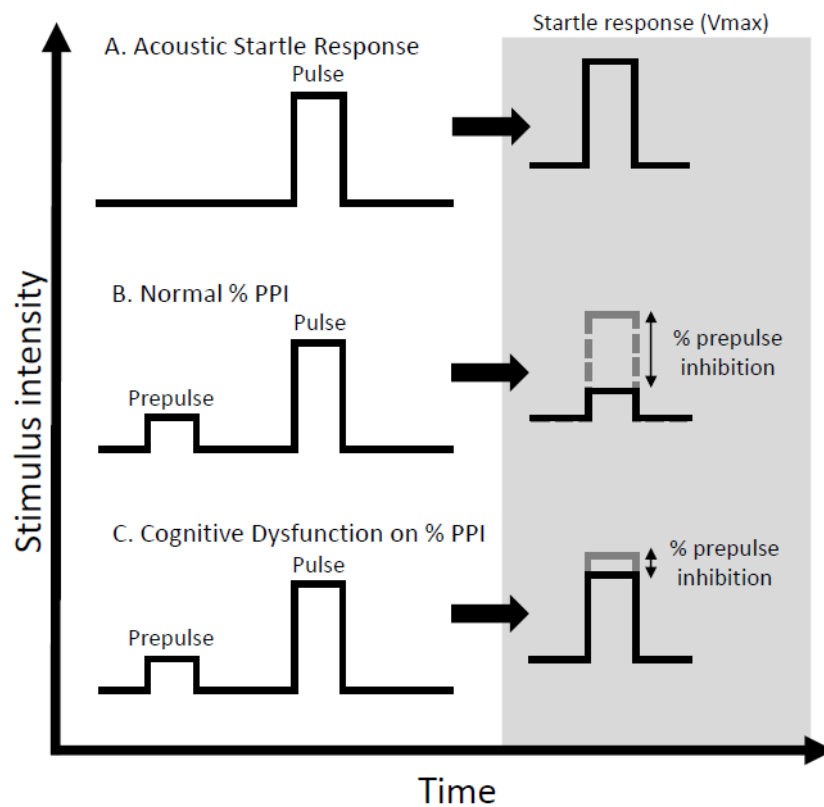 Startle response (Vmax)
A. Acoustic Startle Response
Pulse
B. Normal % PPI
Pulse
Prepulse
% prepulse
inhibition
C. Cognitive Dysfunction on % PPI
Pulse
Prepulse
% prepulse
inhibition
Stimulus intensity
Time